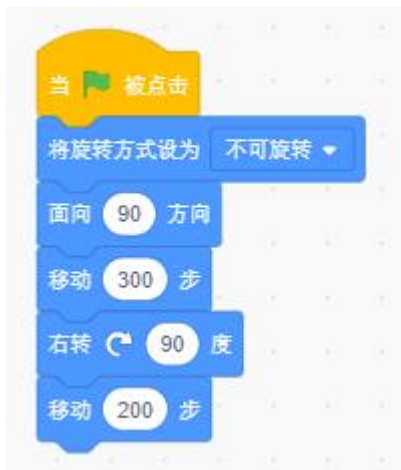 当 被点击
将旋转方式设为 不可旋转
面向 90 方向
移动 300 步
右转 90 度
移动 200 步